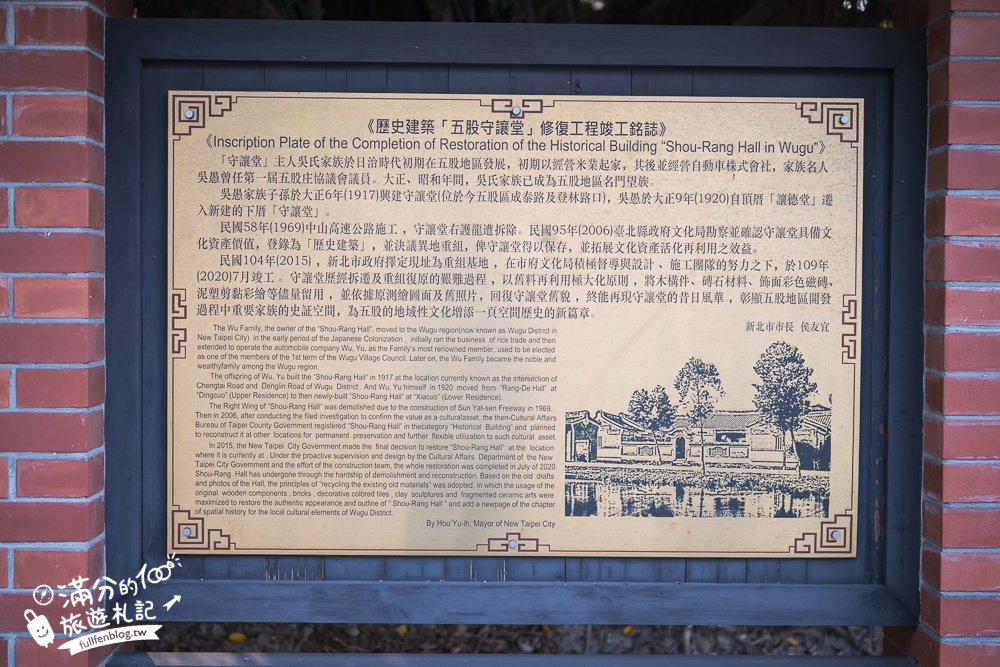 《歷史建築「五股守讓堂」修復工程竣工銘誌》
《Inscription Plate of the Completion of Restoration of the Historical Building “Shou-Rang Hall in Wugu”》
「守讓堂」主人吳氏家族於日治時代初期在五股地區發展，初期以經營米業起家，其後並經營自動車株式會社，家族名人
吳愚曾任第一屆五股庄協議會議員。大正、昭和年間，吳氏家族已成為五股地區名門望族。
吳愚家族子孫於大正6年(1917)興建守讓堂(位於今五股區成泰路及登林路口)，吳愚於大正9年(1920)自頂厝「讓德堂」遷
入新建的下厝「守讓堂」。
民國58年(1969)中山高速公路施工，守讓堂右護龍遭拆除。民國95年(2006)臺北縣政府文化局勘察並確認守讓堂具備文
化資產價值，登錄為「歷史建築」，並決議異地重組，俾守讓堂得以保存，並拓展文化資產活化再利用之效益。
民國104年(2015)，新北市政府擇定現址為重組基地，在市府文化局積極督導與設計、施工團隊的努力之下，於109年
(2020)7月竣工。守讓堂歷經拆遷及重組復原的艱難過程，以舊料再利用極大化原則，將木構件、磚石材料、飾面彩色磁磚、
泥塑剪黏彩繪等儘量留用，並依據原測繪圖面及舊照片，回復守讓堂舊貌，終能再現守讓堂的昔日風華，彰顯五股地區開發
過程中重要家族的史証空間，為五股的地域性文化增添一頁空間歷史的新篇章。
新北市市長 侯友宜
The Wu Family, the owner of the “Shou-Rang Hall”, moved to the Wugu region(now known as Wugu District in
New Taipei City) in the early period of the Japanese Colonization , initially ran the business of rice trade and then
extended to operate the automobile company.Wu, Yu, as the Family’s most renowned member, used to be elected
as one of the members of the 1st term of the Wugu Village Council. Later on, the Wu Family became the noble and
wealthyfamily among the Wugu region.
The offspring of Wu, Yu built the “Shou-Rang Hall” in 1917 at the location currently known as the intersection of
Chengtai Road and Denglin Road of Wugu District . And Wu, Yu himself in 1920 moved from “Rang-De Hall” at
“Dingcuo” (Upper Residence) to then newly-built “Shou-Rang Hall” at “Xiacuo” (Lower Residence).
The Right Wing of “Shou-Rang Hall” was demolished due to the construction of Sun Yat-sen Freeway in 1969.
Then in 2006, after conducting the filed inspection to confirm the value as a culturalasset, the then-Cultural Affairs
Bureau of Taipei County Government registered “Shou-Rang Hall” in thecategory “Historical Building” and planned
to reconstruct it at other locations for permanent preservation and further flexible utilization to such cultural asset.
In 2015, the New Taipei City Government made the final decision to restore “Shou-Rang Hall” at the location
where it is currently at . Under the proactive supervision and design by the Cultural Affairs Department of the New
Taipei City Government and the effort of the construction team, the whole restoration was completed in July of 2020.
Shou-Rang Hall has undergone through the hardship of demolishment and reconstruction. Based on the old drafts
and photos of the Hall, the principles of “recycling the existing old materials” was adopted, in which the usage of the
original wooden components , bricks , decorative colored tiles , clay sculptures and fragmented ceramic arts were
maximized to restore the authentic appearance and outline of “ Shou-Rang Hall ” and add a newpage of the chapter
of spatial history for the local cultural elements of Wugu District.
By Hou Yu-ih, Mayor of New Taipei City
滿分的100
旅遊札記
fullfenblog.tw